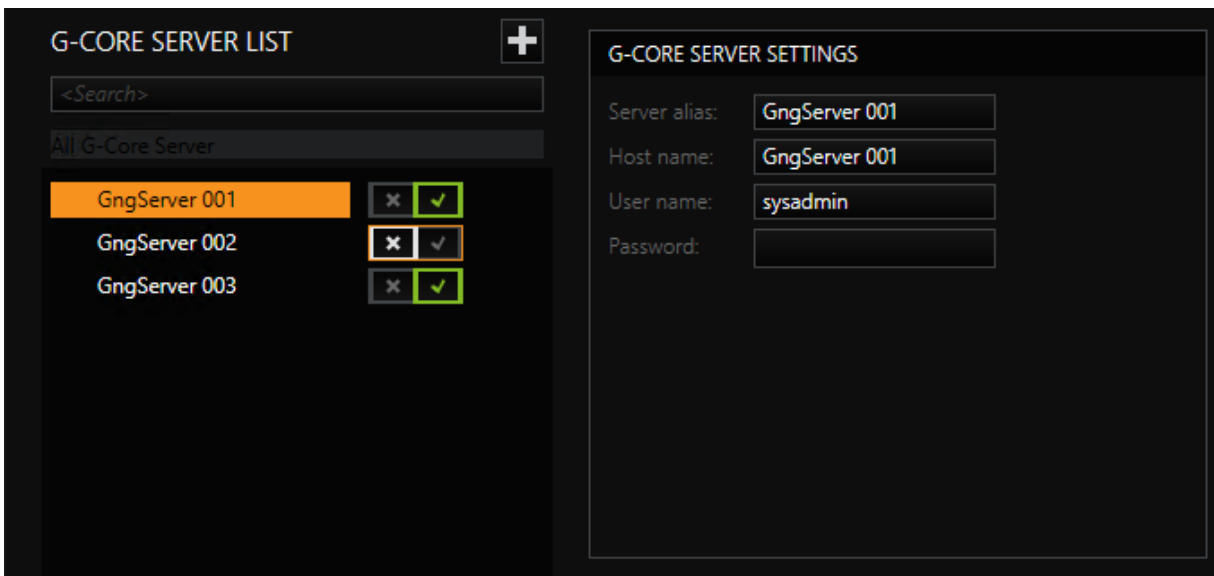 G-CORE SERVER LIST
<Search>
All G-Core Server
GngServer 001
GngServer 002
GngServer 003
G-CORE SERVER SETTINGS
Server alias: GngServer 001
Host name: GngServer 001
User name: sysadmin
Password: